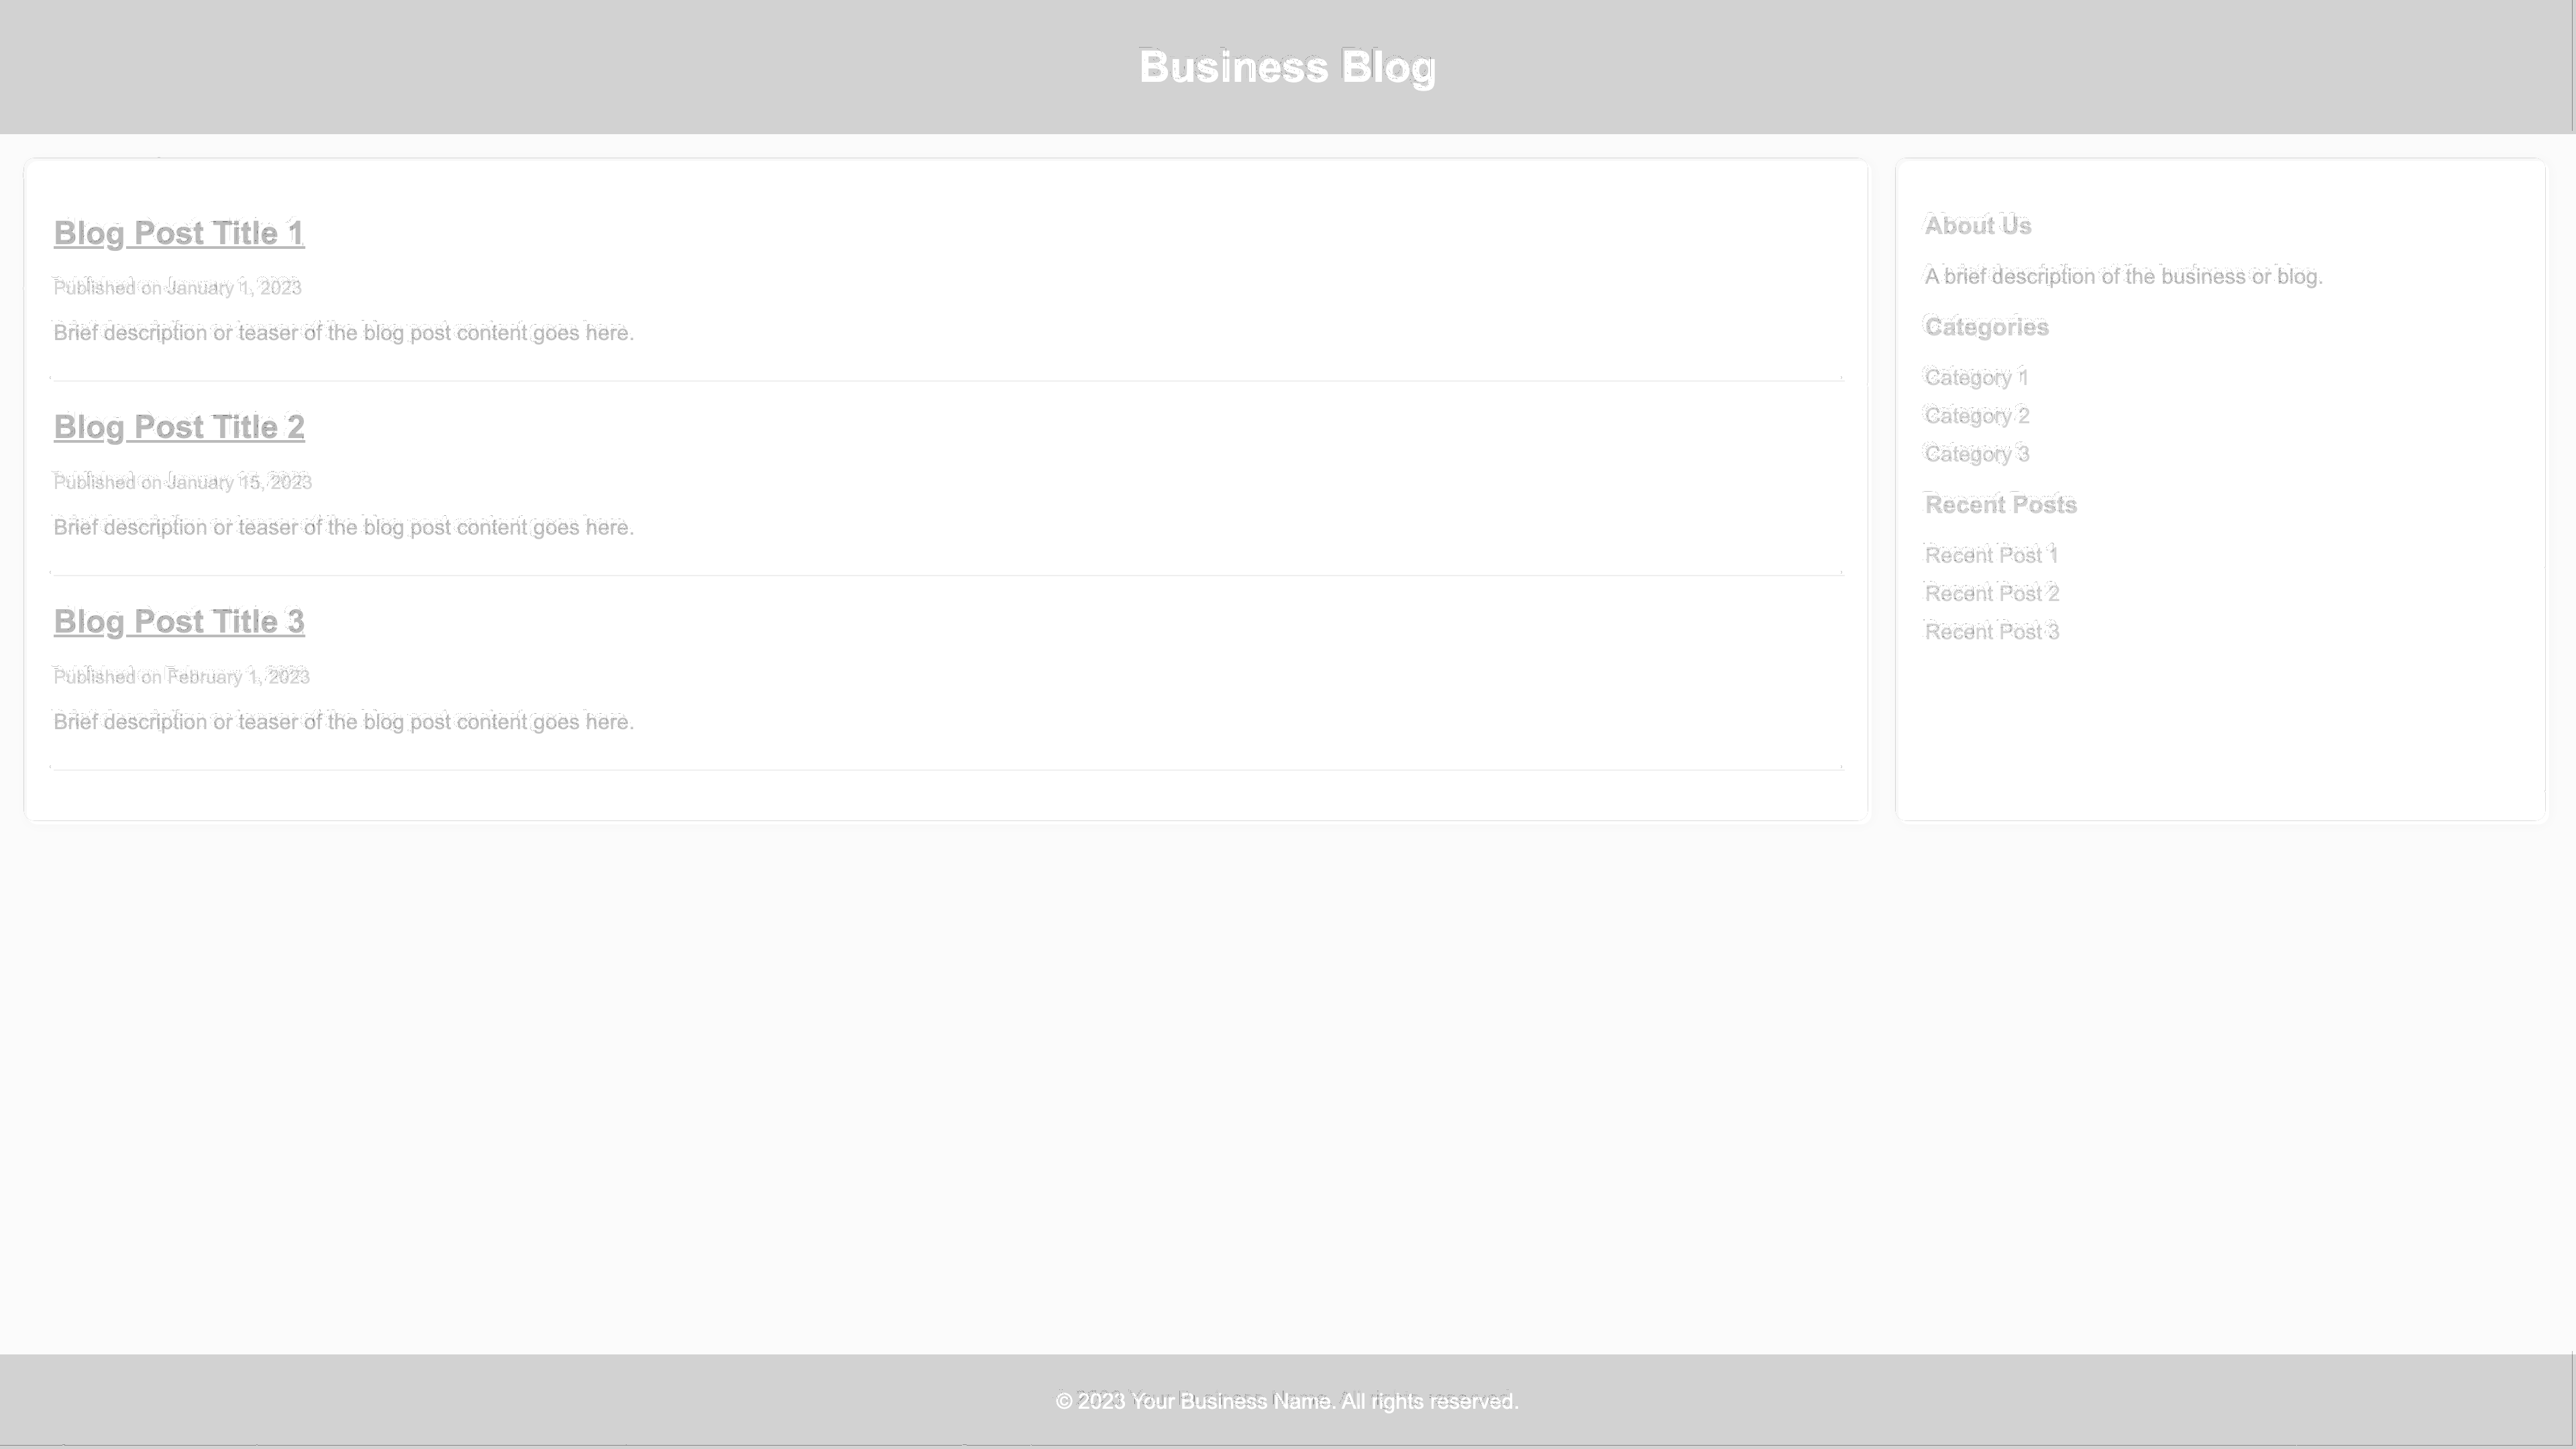 Business Blog
Blog Post Title 1
Published on January 1, 2023
Brief description or teaser of the blog post content goes here.
Blog Post Title 2
Published on January 15, 2023
Brief description or teaser of the blog post content goes here.
Blog Post Title 3
Published on February 1, 2023
Brief description or teaser of the blog post content goes here.
About Us
A brief description of the business or blog.
Categories
Category 1
Category 2
Category 3
Recent Posts
Recent Post 1
Recent Post 2
Recent Post 3
© 2023 Your Business Name. All rights reserved.